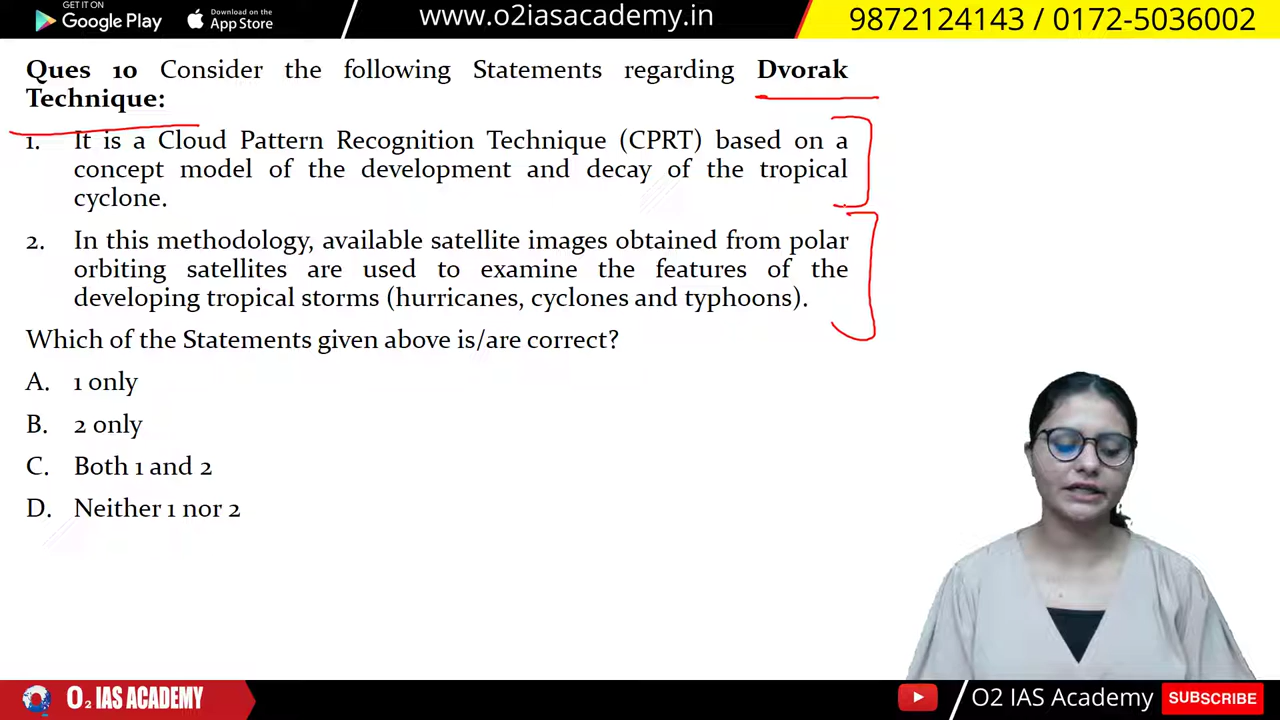 GET IT ON
Google Play
Download on the
App Store
www.o2iasacademy.in
9872124143 / 0172-5036002
Ques 10 Consider the following Statements regarding Dvorak
Technique:
1. It is a Cloud Pattern Recognition Technique (CPRT) based on a
concept model of the development and decay of the tropical
cyclone.
2. In this methodology, available satellite images obtained from polar
orbiting satellites are used to examine the features of the
developing tropical storms (hurricanes, cyclones and typhoons).
Which of the Statements given above is/are correct?
A. 1 only
B. 2 only
C. Both 1 and 2
D. Neither 1 nor 2
O2 IAS ACADEMY
O2 IAS Academy
SUBSCRIBE